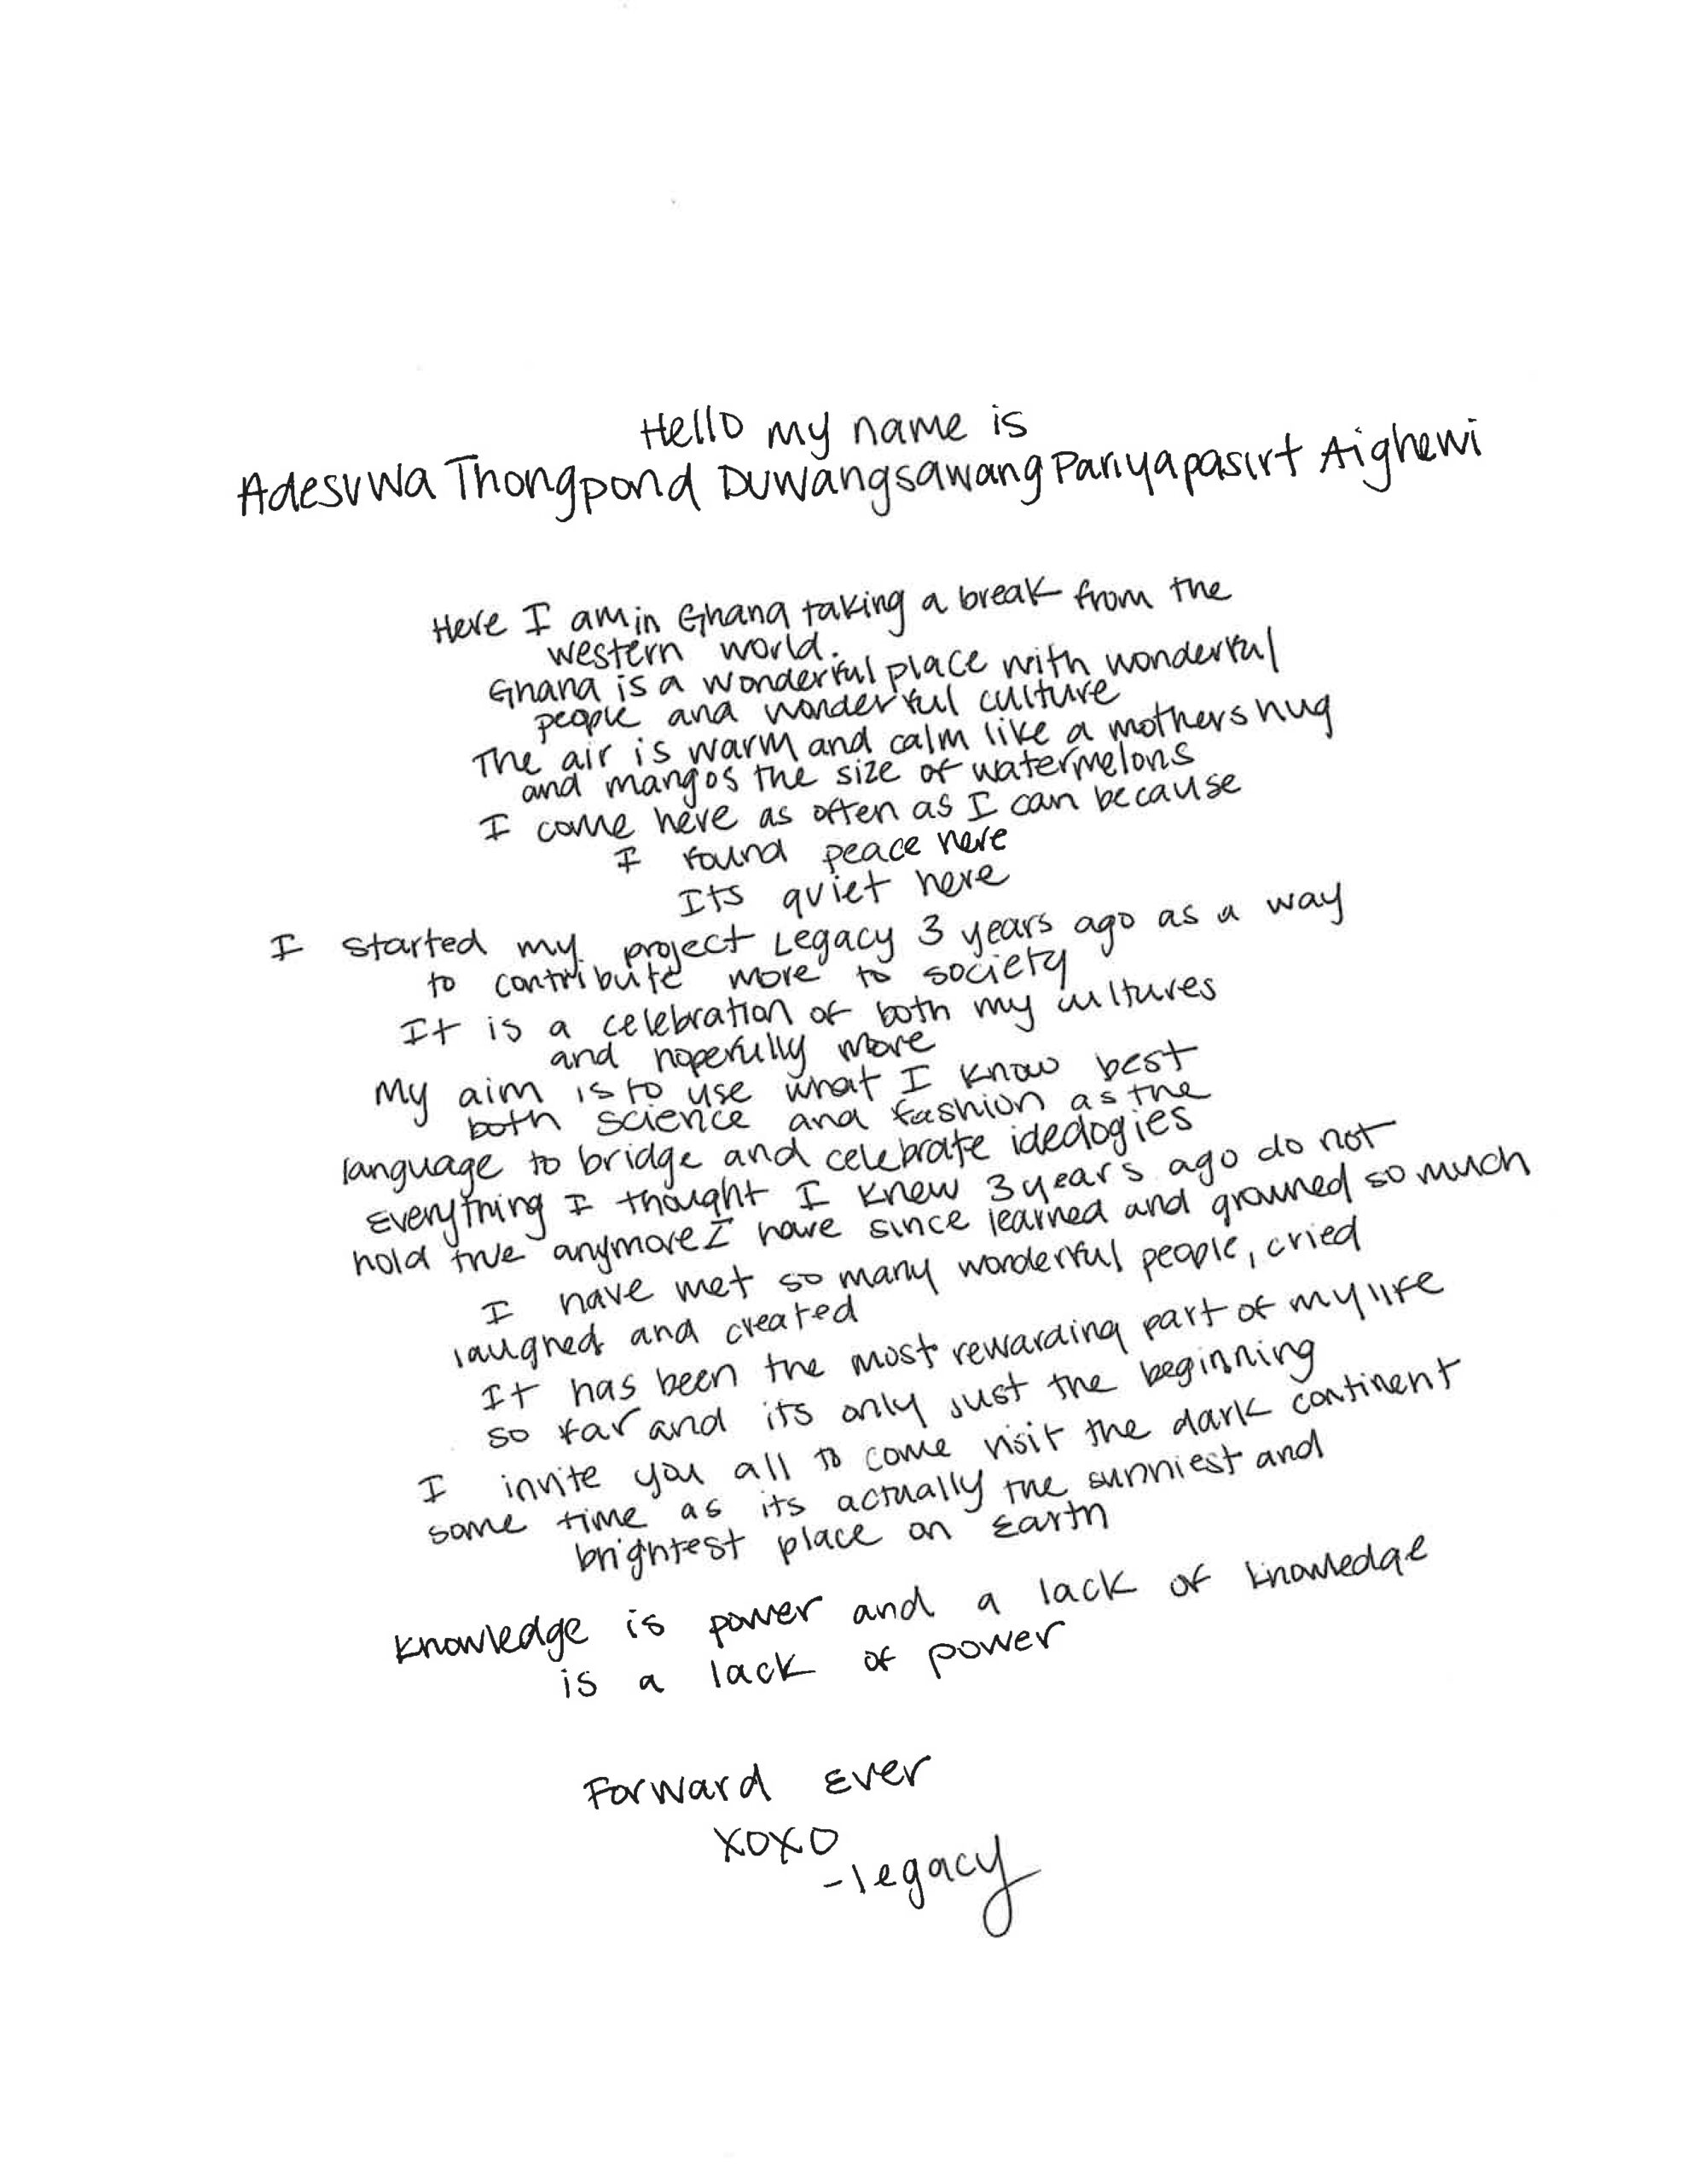 Hello my name is
Adesuwa Thongpond Duwangsawang Pariyapasirt Aighewi
Here I am in Ghana taking a break from the
western world.
Ghana is a wonderful place with wonderful
people and wonderful culture
The air is warm and calm like a mothers hug
and mangos the size of watermelons
I come here as often as I can because
I found peace here
Its quiet here
I started my project Legacy 3 years ago as a way
to contribute more to society
It is a celebration of both my cultures
and hopefully more
My aim is to use what I know best
both science and fashion as the
language to bridge and celebrate ideologies
Everything I thought I knew 3 years ago do not
hold true anymore I have since learned and growned so much
I have met so many wonderful people, cried
laughed and created
It has been the most rewarding part of my life
so far and its only just the beginning
I invite you all to come visit the dark continent
some time as its actually the sunniest and
brightest place on Earth
Knowledge is power and a lack of knowledge
is a lack of power
Forward Ever
XOXO
-legacy